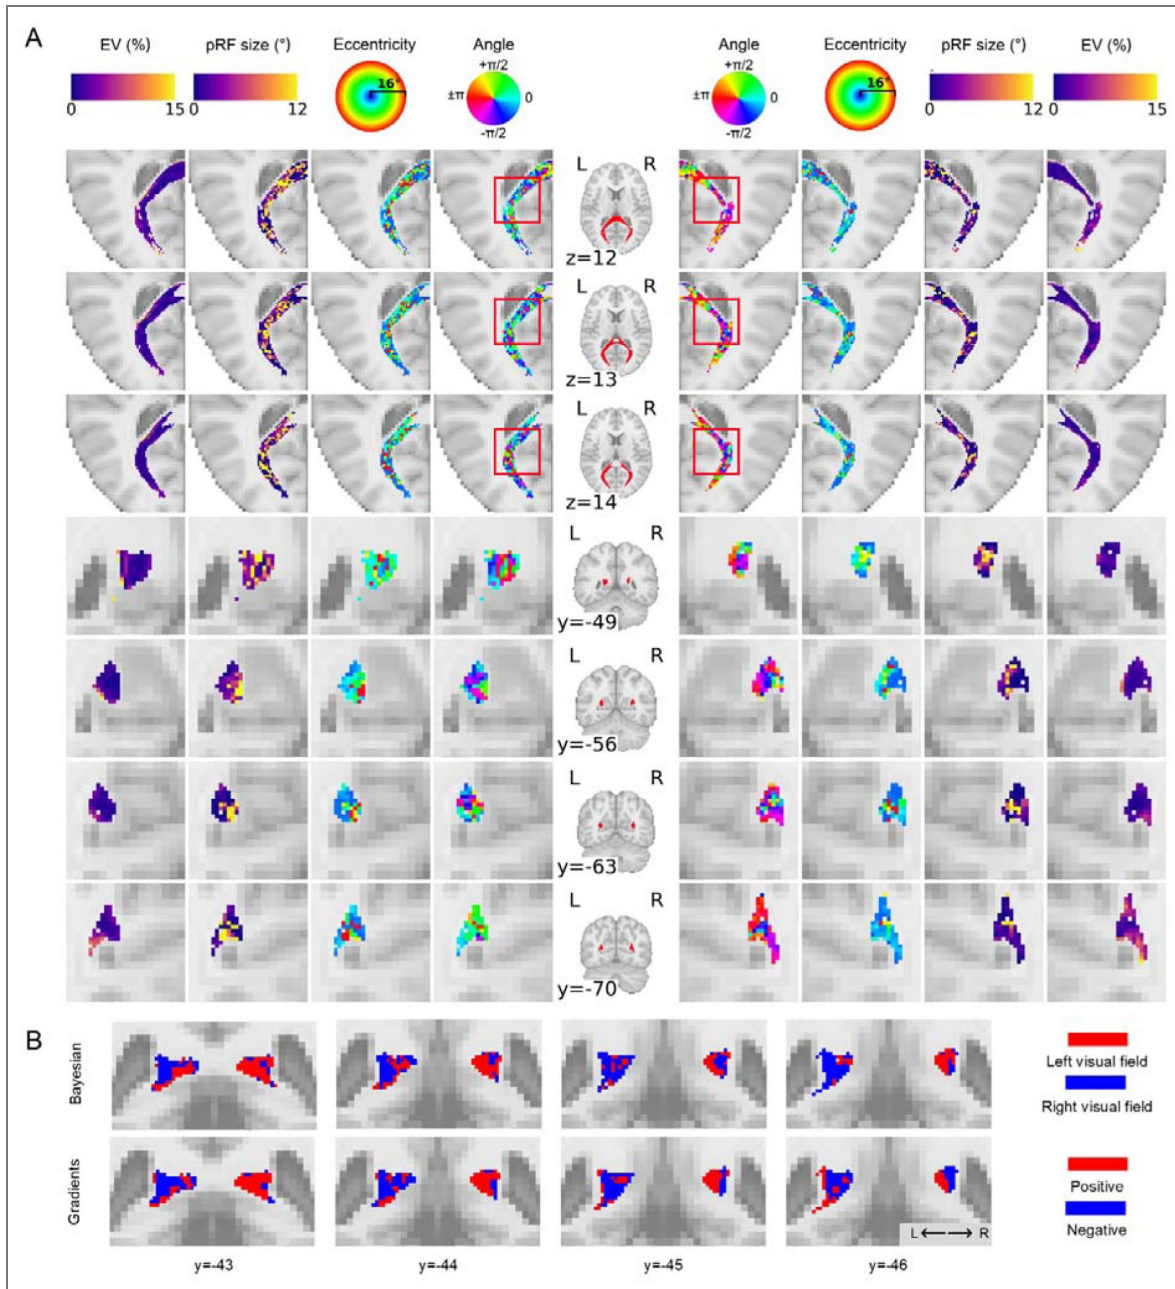 A
EV (%) pRF size (°) Eccentricity Angle Angle Eccentricity pRF size (°) EV (%)
+π/2 +π/2
16° 16°
±π 0 ±π 0
-π/2 -π/2
0 15 0 12 0 12 0 15
L R
z=12
L R
z=13
L R
z=14
L R
y=-49
L R
y=-56
L R
y=-63
L R
y=-70
B
Bayesian
Left visual field
Right visual field
Gradients
Positive
Negative
L R
y=-43 y=-44 y=-45 y=-46